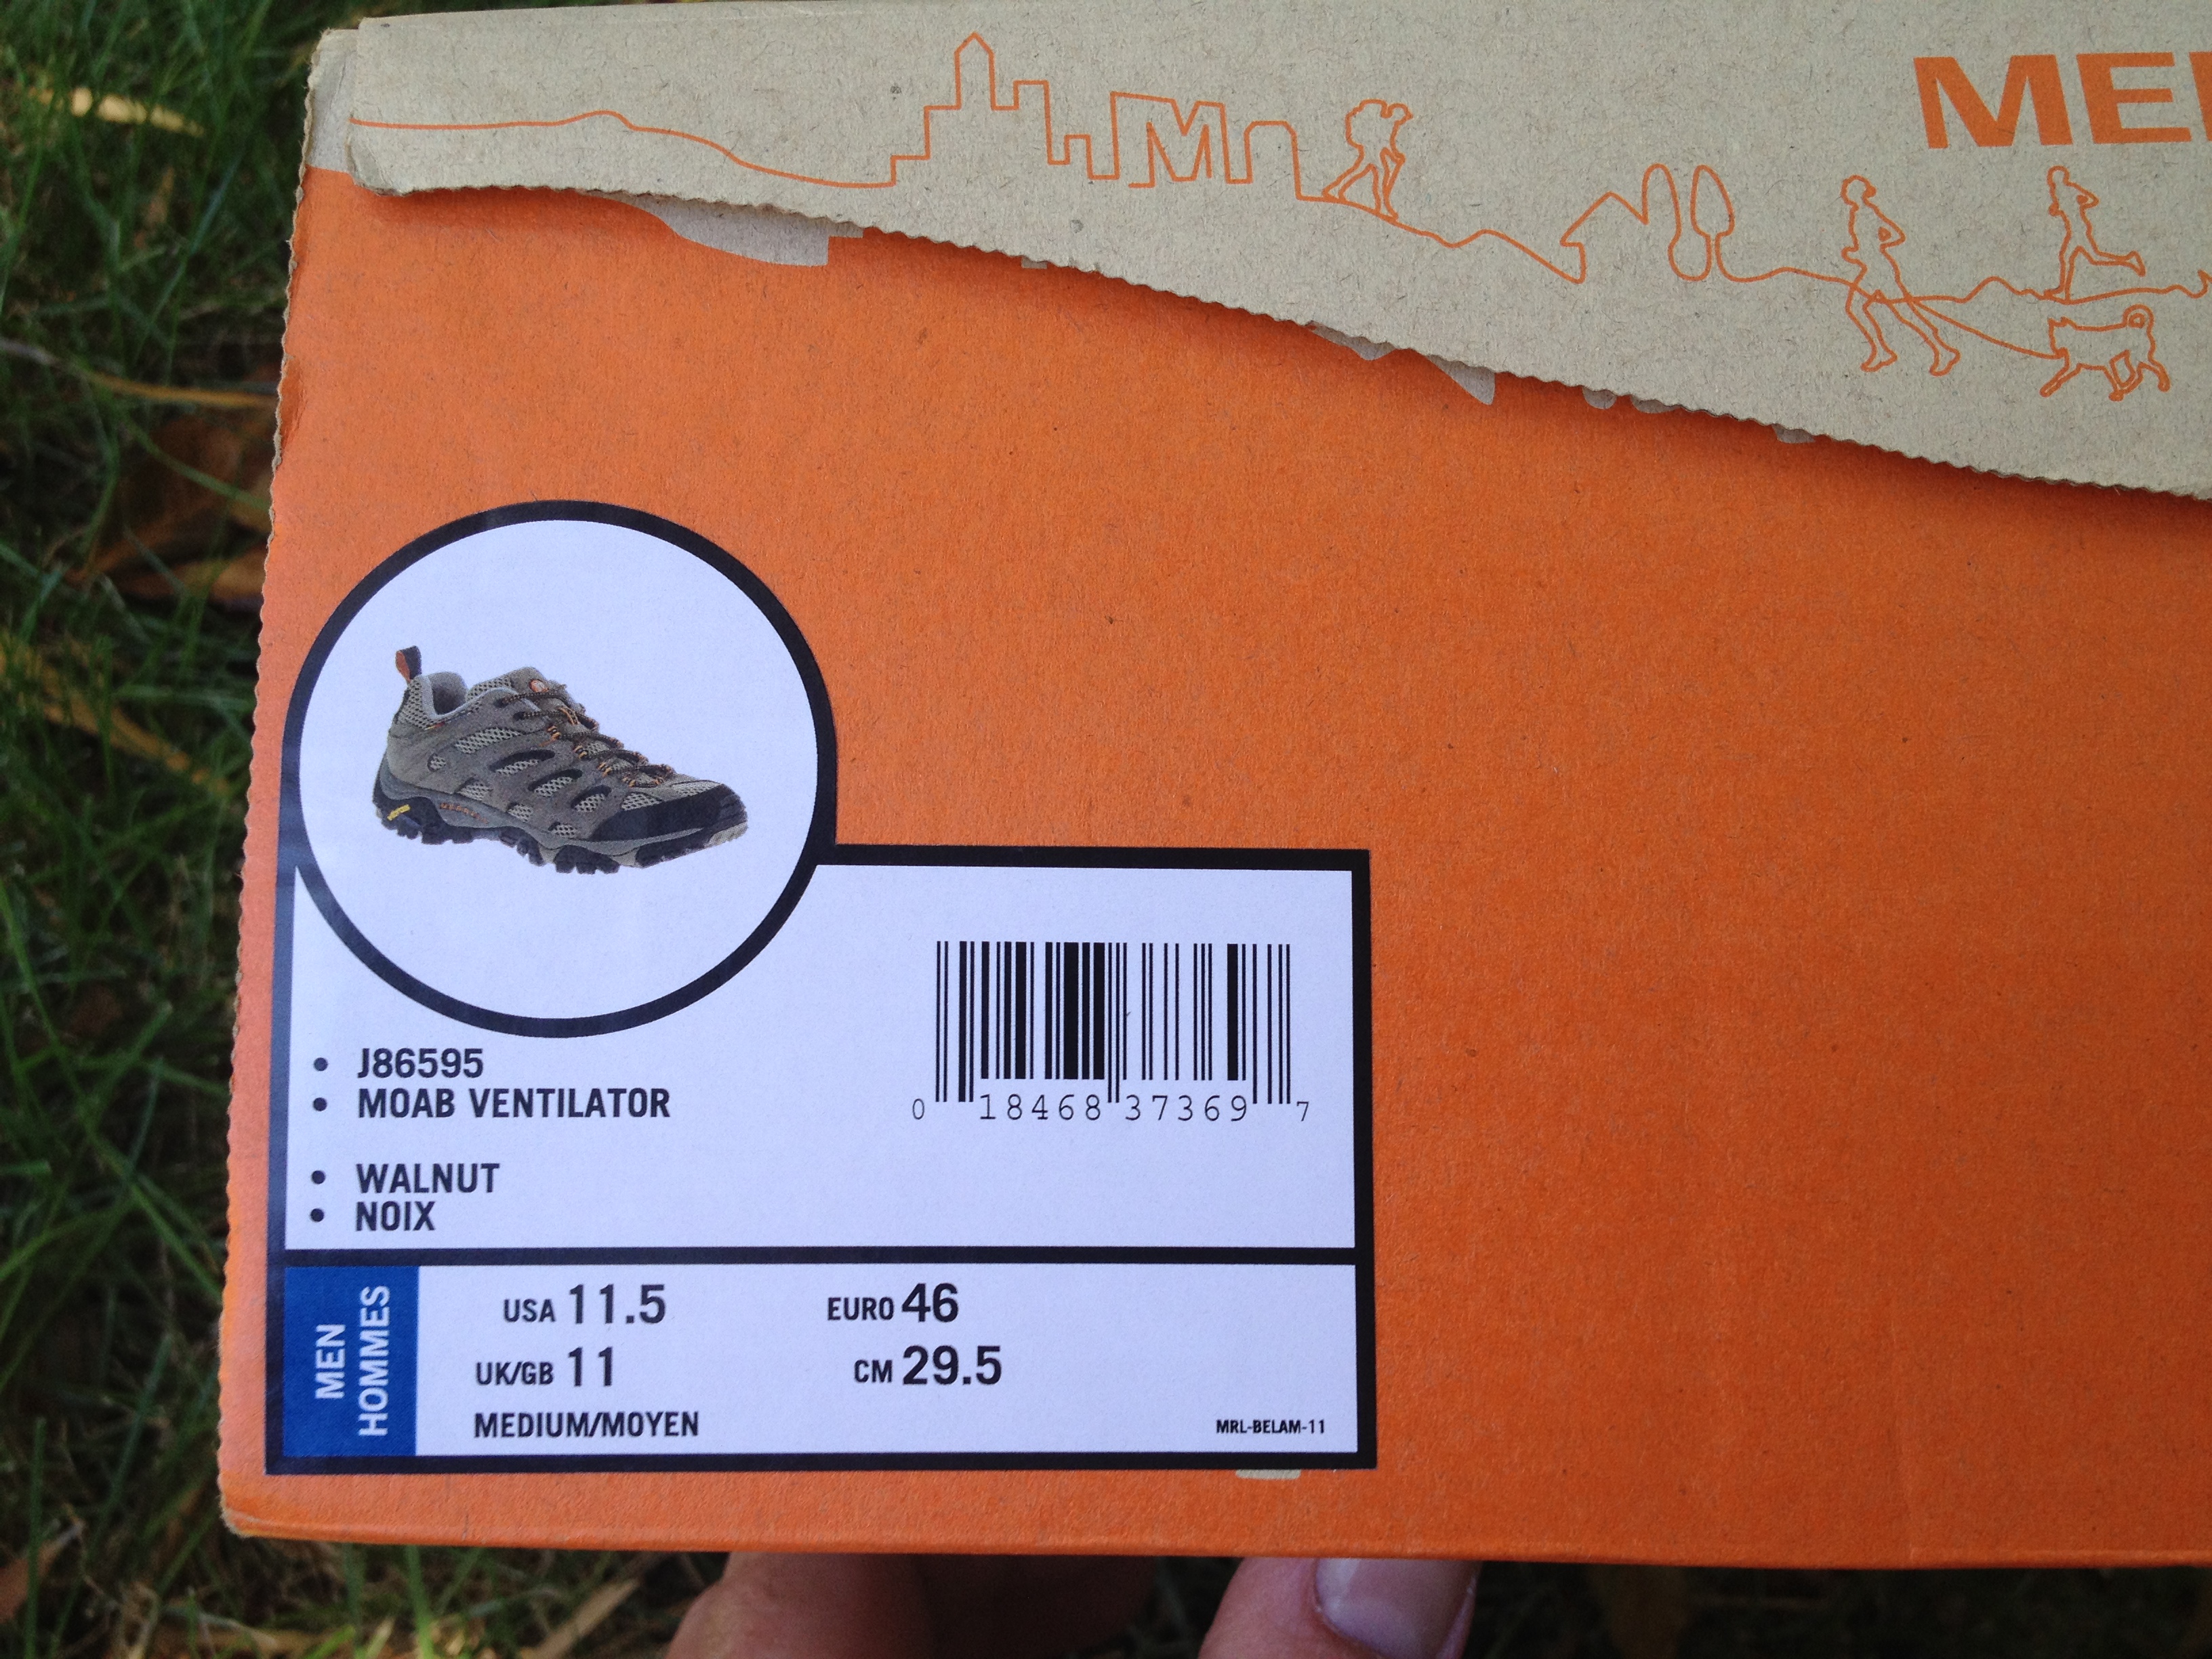 ME
J86595
MOAB VENTILATOR
WALNUT
NOIX
0 18468 37369 7
MEN
HOMMES
USA 11.5
EURO 46
UK/GB 11
CM 29.5
MEDIUM/MOYEN
MRL-BELAM-11